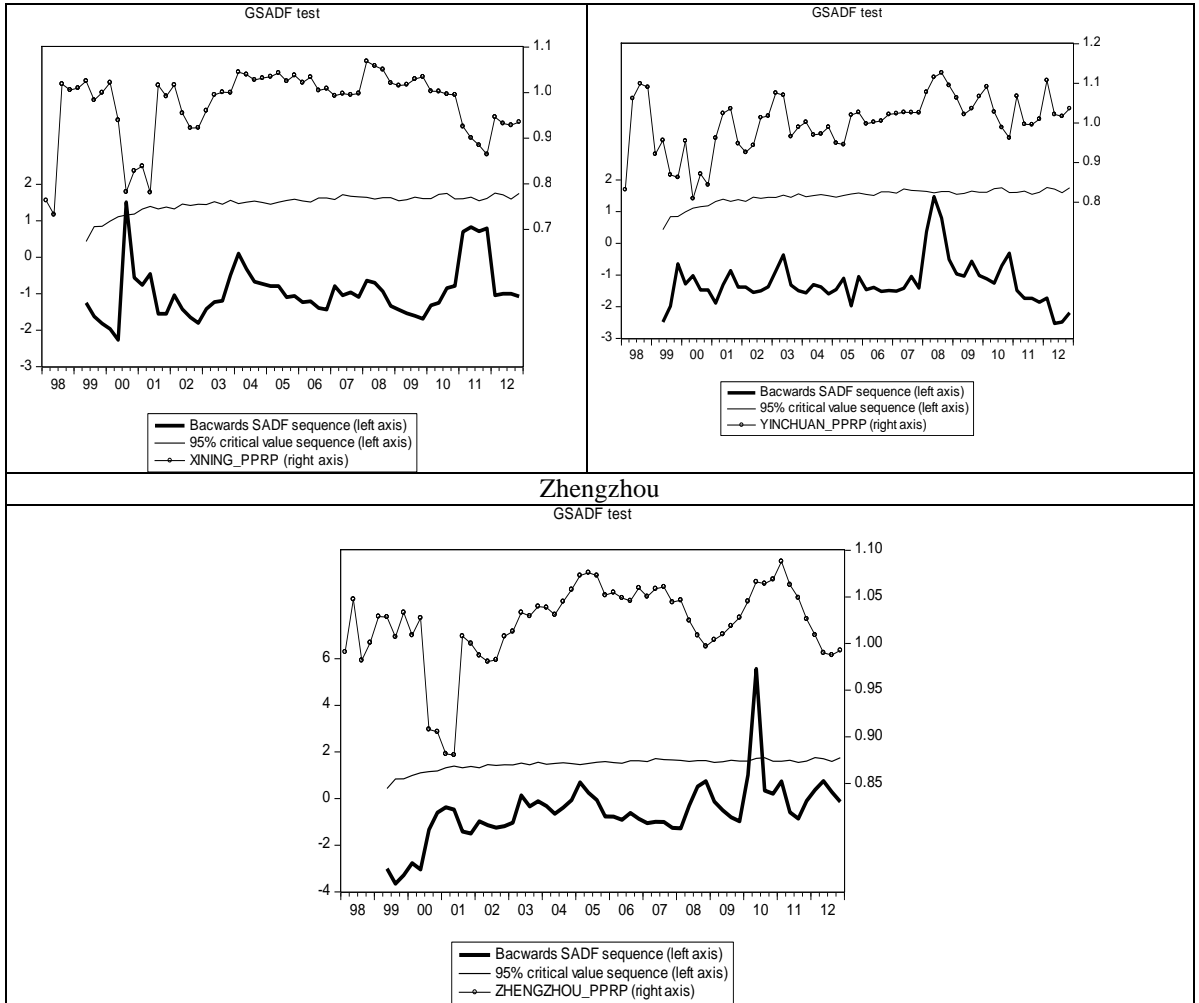 GSADF test
1.1
1.0
0.9
0.8
0.7
2
1
0
-1
-2
-3
98 99 00 01 02 03 04 05 06 07 08 09 10 11 12
Bacwards SADF sequence (left axis)
95% critical value sequence (left axis)
XINING_PPRP (right axis)
GSADF test
1.2
1.1
1.0
0.9
0.8
2
1
0
-1
-2
-3
98 99 00 01 02 03 04 05 06 07 08 09 10 11 12
Bacwards SADF sequence (left axis)
95% critical value sequence (left axis)
YINCHUAN_PPRP (right axis)
Zhengzhou
GSADF test
1.10
1.05
1.00
0.95
0.90
0.85
6
4
2
0
-2
-4
98 99 00 01 02 03 04 05 06 07 08 09 10 11 12
Bacwards SADF sequence (left axis)
95% critical value sequence (left axis)
ZHENGZHOU_PPRP (right axis)